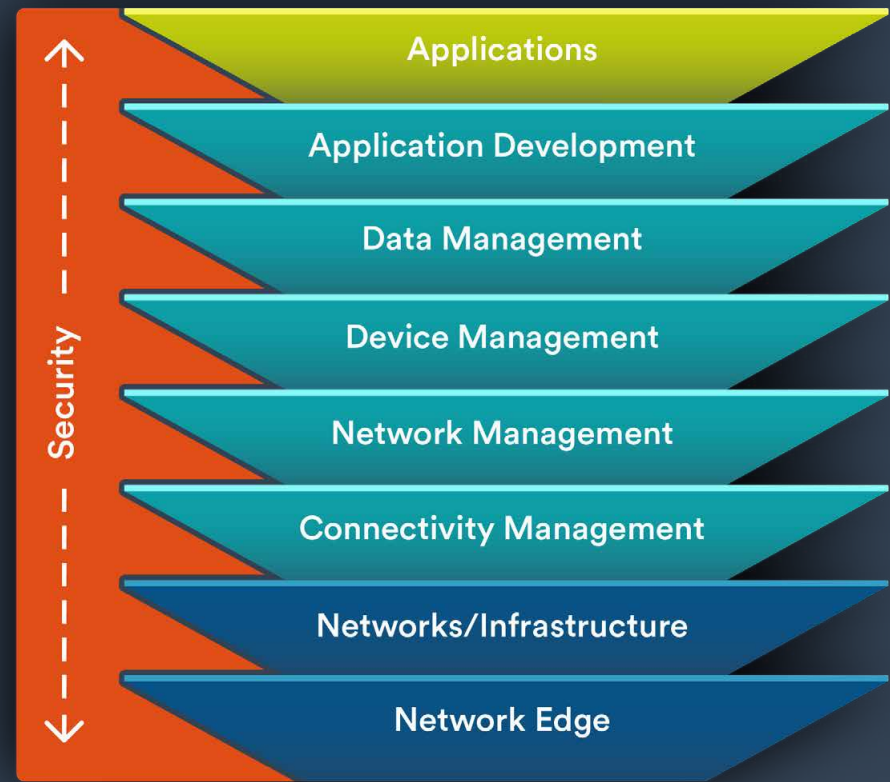 Applications
Application Development
Data Management
Device Management
Network Management
Connectivity Management
Networks/Infrastructure
Network Edge
Security